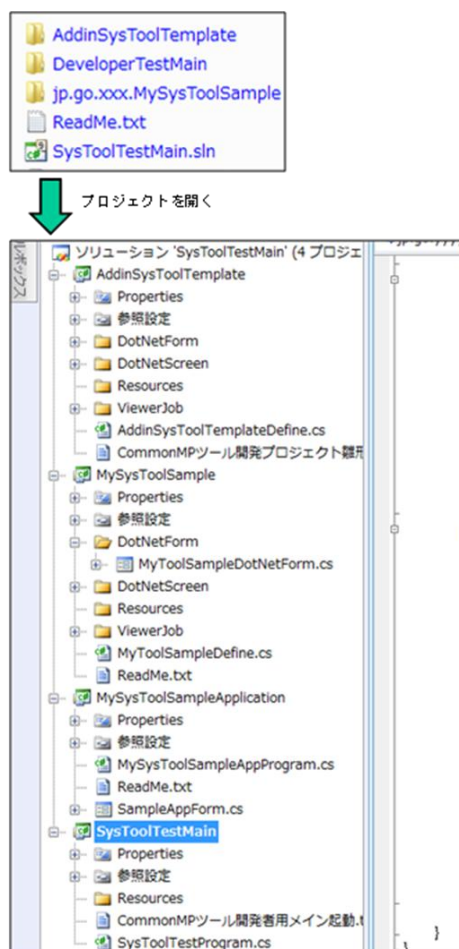 AddinSysToolTemplate
DeveloperTestMain
jp.go.xxx.MySysToolSample
ReadMe.txt
SysToolTestMain.sln
プロジェクトを開く
ソリューション 'SysToolTestMain' (4 プロジェ
AddinSysToolTemplate
Properties
参照設定
DotNetForm
DotNetScreen
Resources
ViewerJob
AddinSysToolTemplateDefine.cs
CommonMPツール開発プロジェクト雛形
MySysToolSample
Properties
参照設定
DotNetForm
MyToolSampleDotNetForm.cs
DotNetScreen
Resources
ViewerJob
MyToolSampleDefine.cs
ReadMe.txt
MySysToolSampleApplication
Properties
参照設定
MySysToolSampleAppProgram.cs
ReadMe.txt
SampleAppForm.cs
SysToolTestMain
Properties
参照設定
Resources
CommonMPツール開発者用メイン起動.t
SysToolTestProgram.cs
}